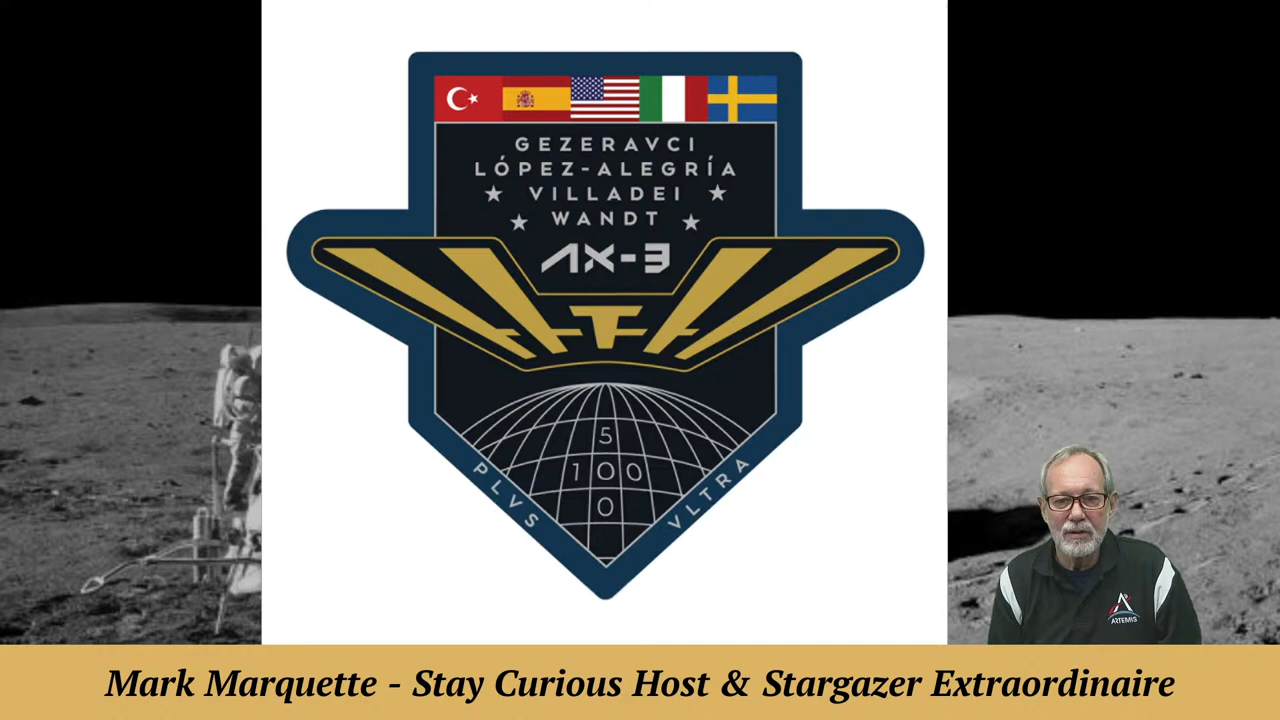 GEZERAVCI
LÓPEZ-ALEGRÍA
VILLADEI
WANDT
AX-3
5
100
0
PLVS VLTRA
ARTEMIS
Mark Marquette - Stay Curious Host & Stargazer Extraordinaire